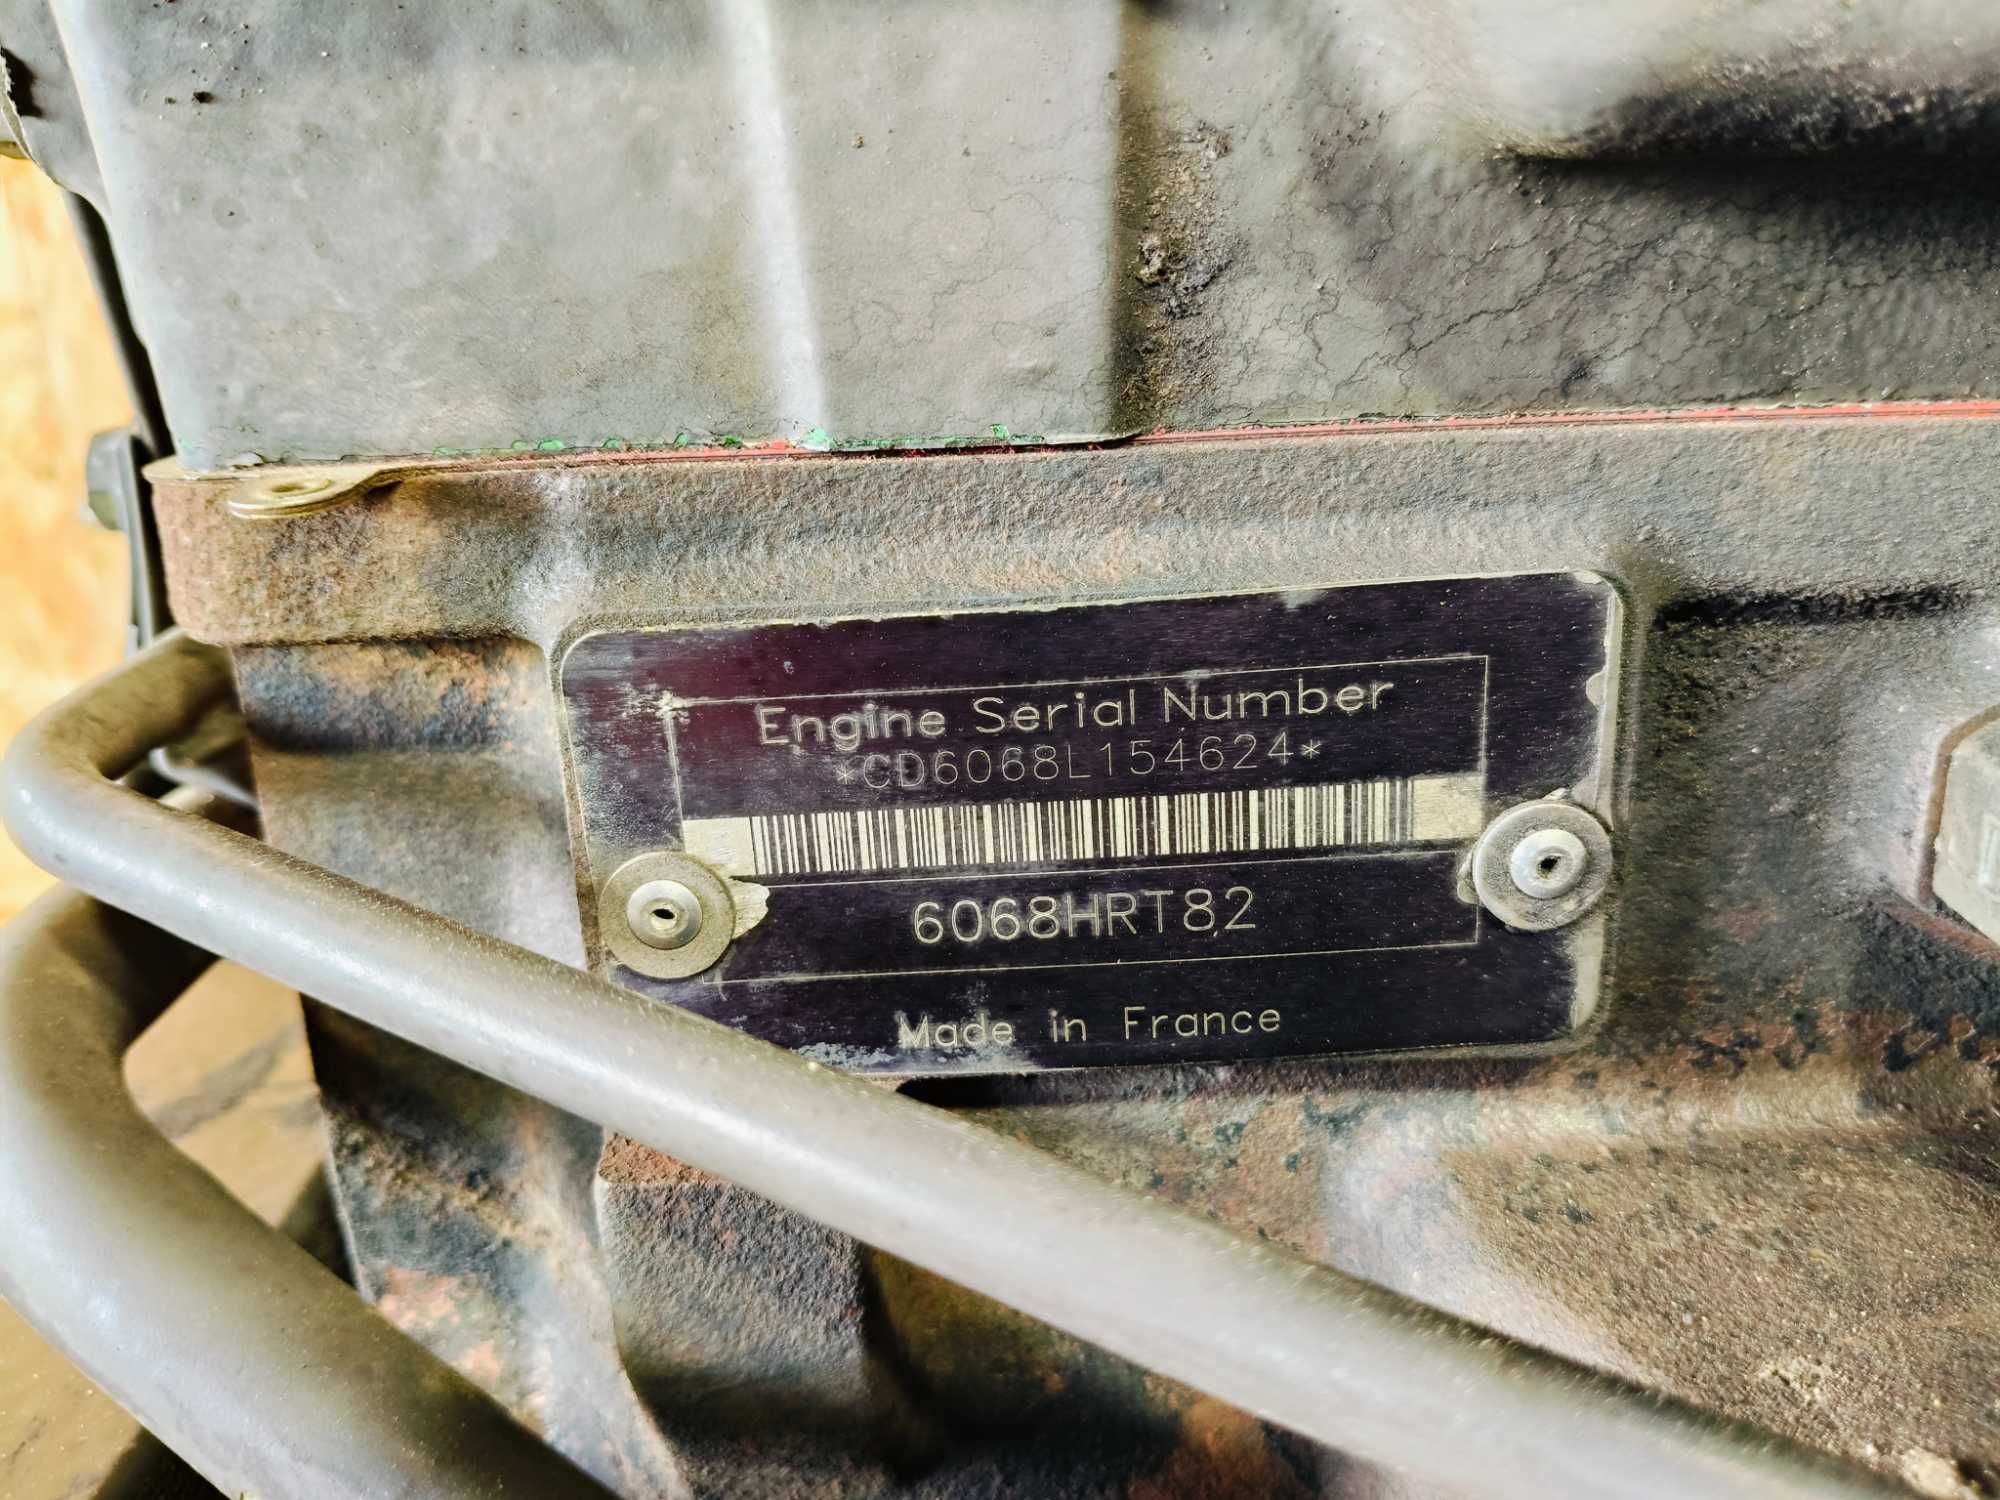 Engine Serial Number
*CD6068L154624*
6068HRT82
Made in France